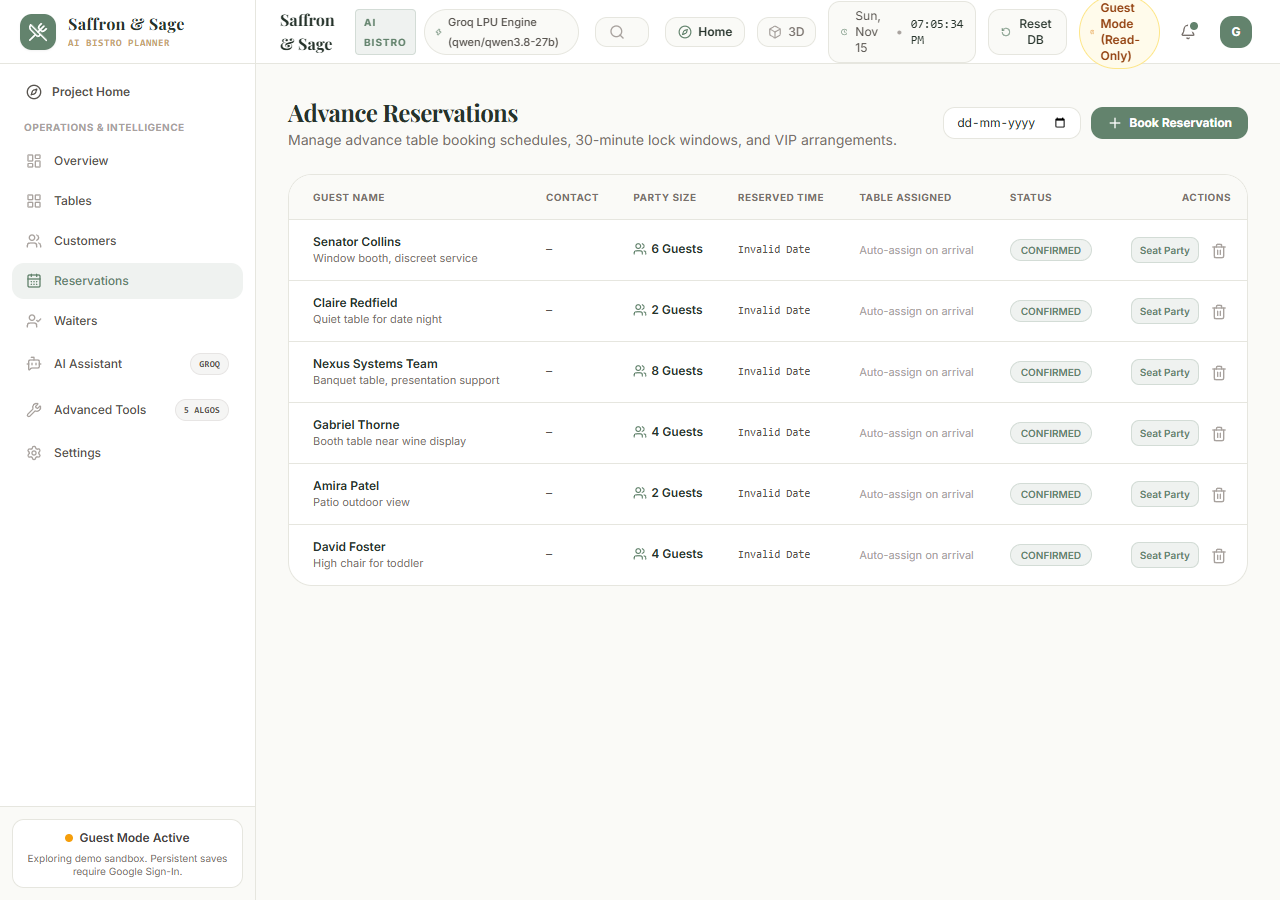 Saffron & Sage
AI BISTRO PLANNER
Project Home
OPERATIONS & INTELLIGENCE
Overview
Tables
Customers
Reservations
Waiters
AI Assistant GROQ
Advanced Tools 5 ALGOS
Settings
Guest Mode Active
Exploring demo sandbox. Persistent saves
require Google Sign-In.
Saffron
& Sage
AI
BISTRO
Groq LPU Engine
(qwen/qwen3.8-27b)
Home
3D
Sun,
Nov
15
07:05:34
PM
Reset
DB
Guest
Mode
(Read-
Only)
G
Advance Reservations
Manage advance table booking schedules, 30-minute lock windows, and VIP arrangements.
dd-mm-yyyy
Book Reservation
GUEST NAME CONTACT PARTY SIZE RESERVED TIME TABLE ASSIGNED STATUS ACTIONS
Senator Collins
Window booth, discreet service
– 6 Guests Invalid Date Auto-assign on arrival CONFIRMED Seat Party
Claire Redfield
Quiet table for date night
– 2 Guests Invalid Date Auto-assign on arrival CONFIRMED Seat Party
Nexus Systems Team
Banquet table, presentation support
– 8 Guests Invalid Date Auto-assign on arrival CONFIRMED Seat Party
Gabriel Thorne
Booth table near wine display
– 4 Guests Invalid Date Auto-assign on arrival CONFIRMED Seat Party
Amira Patel
Patio outdoor view
– 2 Guests Invalid Date Auto-assign on arrival CONFIRMED Seat Party
David Foster
High chair for toddler
– 4 Guests Invalid Date Auto-assign on arrival CONFIRMED Seat Party